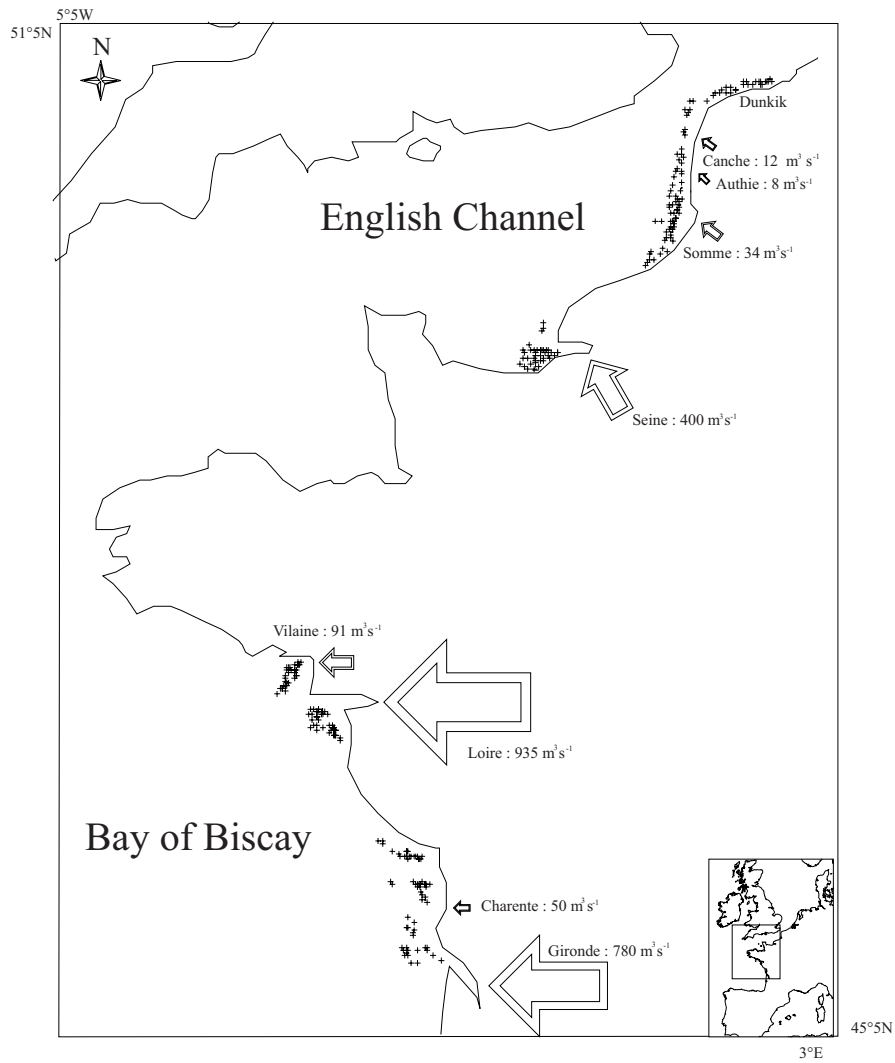 5°5W
51°5N
N
Dunkik
Canche : 12 m³ s⁻¹
Authie : 8 m³s⁻¹
English Channel
Somme : 34 m³s⁻¹
Seine : 400 m³s⁻¹
Vilaine : 91 m³s⁻¹
Loire : 935 m³s⁻¹
Bay of Biscay
Charente : 50 m³s⁻¹
Gironde : 780 m³s⁻¹
45°5N
3°E